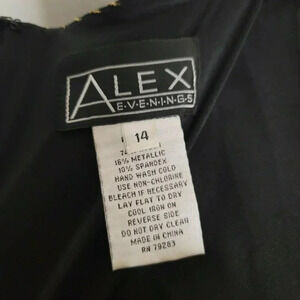 ALEX
E•V•E•N•I•N•G•S
14
16% METALLIC
10% SPANDEX
HAND WASH COLD
USE NON-CHLORINE
BLEACH IF NECESSARY
LAY FLAT TO DRY
COOL IRON ON
REVERSE SIDE
DO NOT DRY CLEAN
MADE IN CHINA
RN 79283